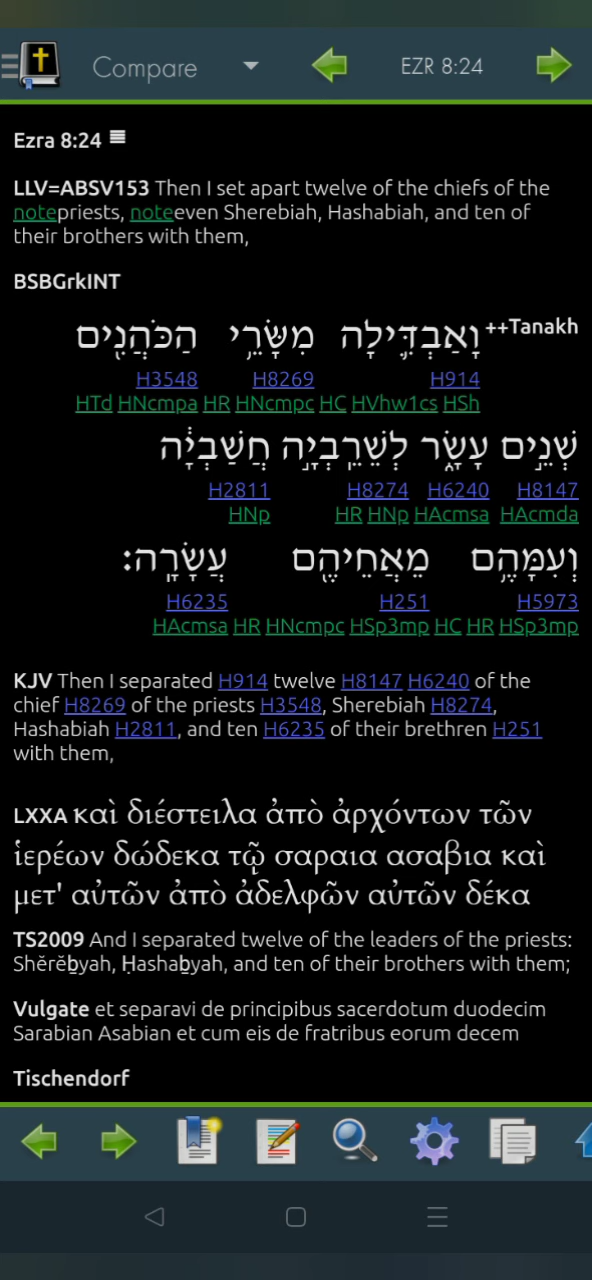 Compare
EZR 8:24
Ezra 8:24
LLV=ABSV153 Then I set apart twelve of the chiefs of the
notepriests, noteeven Sherebiah, Hashabiah, and ten of
their brothers with them,
BSBGrkINT
++Tanakh וָאַבְדִּ֛ילָה מִשָּׂרֵ֥י הַכֹּהֲנִ֖ים
H3548 H8269 H914
HTd HNcmpa HR HNcmpc HC HVhw1cs HSh
שְׁנֵ֣ים עָשָׂ֑ר לְשֵׁרֵֽבְיָ֣ה חֲשַׁבְיָ֔ה
H2811 H8274 H6240 H8147
HNp HR HNp HAcmsa HAcmda
וְעִמָּהֶ֥ם מֵאֲחֵיהֶ֖ם עֲשָׂרָֽה׃
H6235 H251 H5973
HAcmsa HR HNcmpc HSp3mp HC HR HSp3mp
KJV Then I separated H914 twelve H8147 H6240 of the
chief H8269 of the priests H3548, Sherebiah H8274,
Hashabiah H2811, and ten H6235 of their brethren H251
with them,
LXXA καὶ διέστειλα ἀπὸ ἀρχόντων τῶν
ἱερέων δώδεκα τῷ σαραια ασαβια καὶ
μετ' αὐτῶν ἀπὸ ἀδελφῶν αὐτῶν δέκα
TS2009 And I separated twelve of the leaders of the priests:
Shĕrĕḇyah, Ḥashaḇyah, and ten of their brothers with them;
Vulgate et separavi de principibus sacerdotum duodecim
Sarabian Asabian et cum eis de fratribus eorum decem
Tischendorf